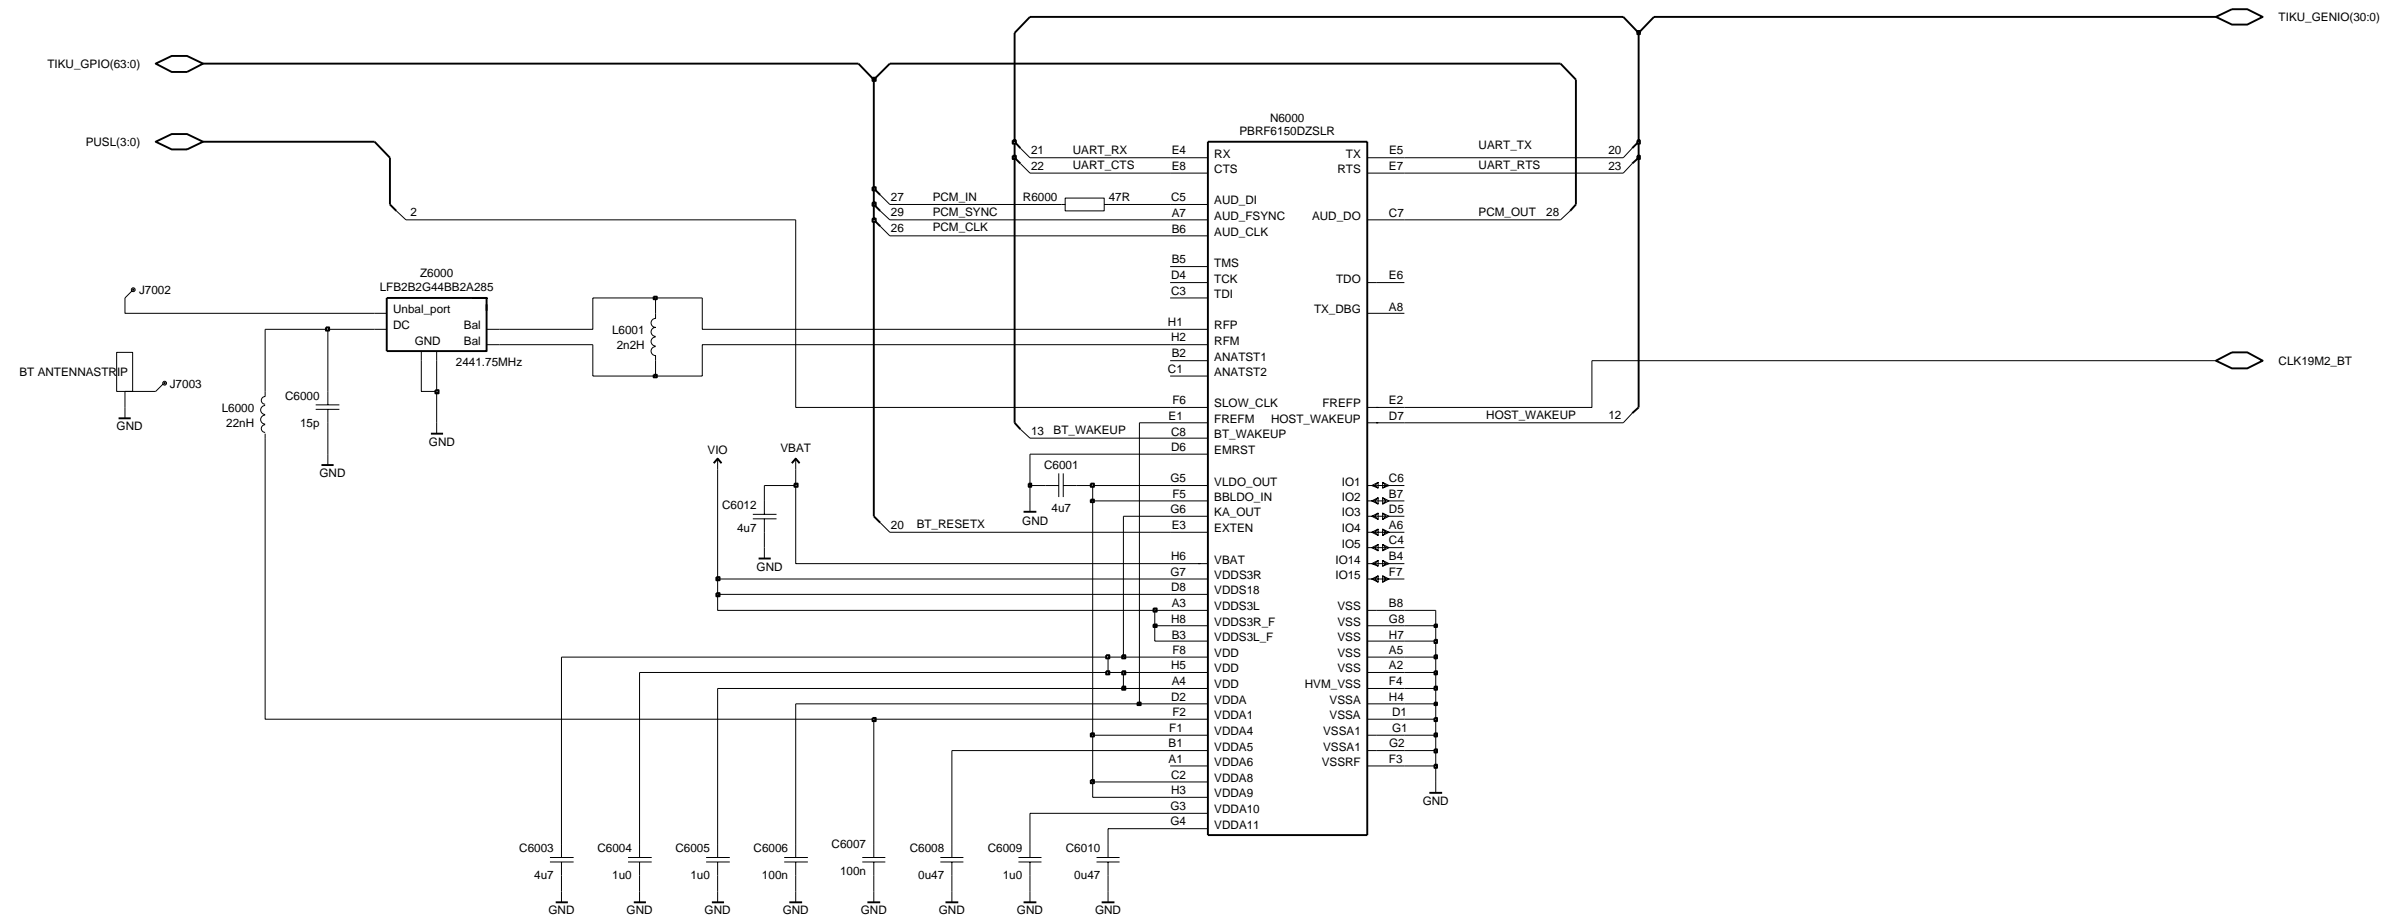 TIKU_GENIO(30:0)
TIKU_GPIO(63:0)
PUSL(3:0)
N6000
PBRF6150DZSLR
21 UART_RX E4 RX TX E5 UART_TX 20
22 UART_CTS E8 CTS RTS E7 UART_RTS 23
27 PCM_IN R6000 47R C5 AUD_DI
2 29 PCM_SYNC A7 AUD_FSYNC AUD_DO C7 PCM_OUT 28
26 PCM_CLK B6 AUD_CLK
B5 TMS
D4 TCK TDO E6
C3 TDI
TX_DBG A8
Z6000
LFB2B2G44BB2A285
J7002
Unbal_port
DC Bal
GND Bal
2441.75MHz
L6001
2n2H
H1 RFP
H2 RFM
B2 ANATST1
C1 ANATST2
CLK19M2_BT
BT ANTENNASTRIP
J7003
GND
L6000
22nH
C6000
15p
GND
GND
F6 SLOW_CLK FREFP E2
E1 FREFM HOST_WAKEUP D7 HOST_WAKEUP 12
13 BT_WAKEUP C8 BT_WAKEUP
D6 EMRST
VIO
VBAT
C6001
4u7
GND
C6012
4u7
GND
G5 VLDO_OUT IO1 C6
F5 BBLDO_IN IO2 B7
G6 KA_OUT IO3 D5
20 BT_RESETX E3 EXTEN IO4 A6
IO5 C4
H6 VBAT IO14 B4
G7 VDDS3R IO15 F7
D8 VDDS18
A3 VDDS3L VSS B8
H8 VDDS3R_F VSS G8
B3 VDDS3L_F VSS H7
F8 VDD VSS A5
H5 VDD VSS A2
A4 VDD HVM_VSS F4
D2 VDDA VSSA H4
F2 VDDA1 VSSA D1
F1 VDDA4 VSSA1 G1
B1 VDDA5 VSSA1 G2
A1 VDDA6 VSSRF F3
C2 VDDA8
H3 VDDA9
GND
G3 VDDA10
G4 VDDA11
C6003 C6004 C6005 C6006 C6007 C6008 C6009 C6010
4u7 1u0 1u0 100n 100n 0u47 1u0 0u47
GND GND GND GND GND GND GND GND